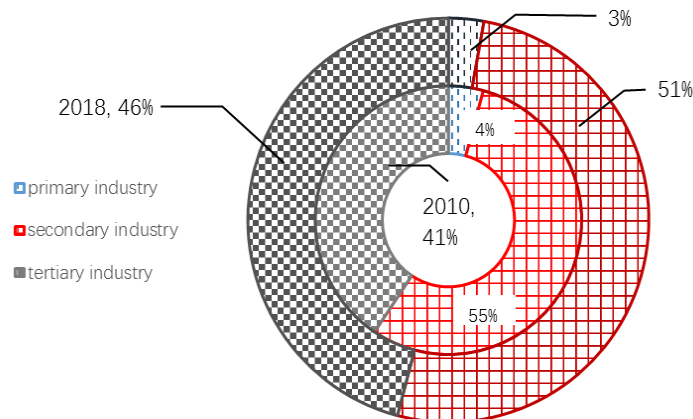 3%
51%
2018, 46%
4%
primary industry
2010,
41%
secondary industry
tertiary industry
55%